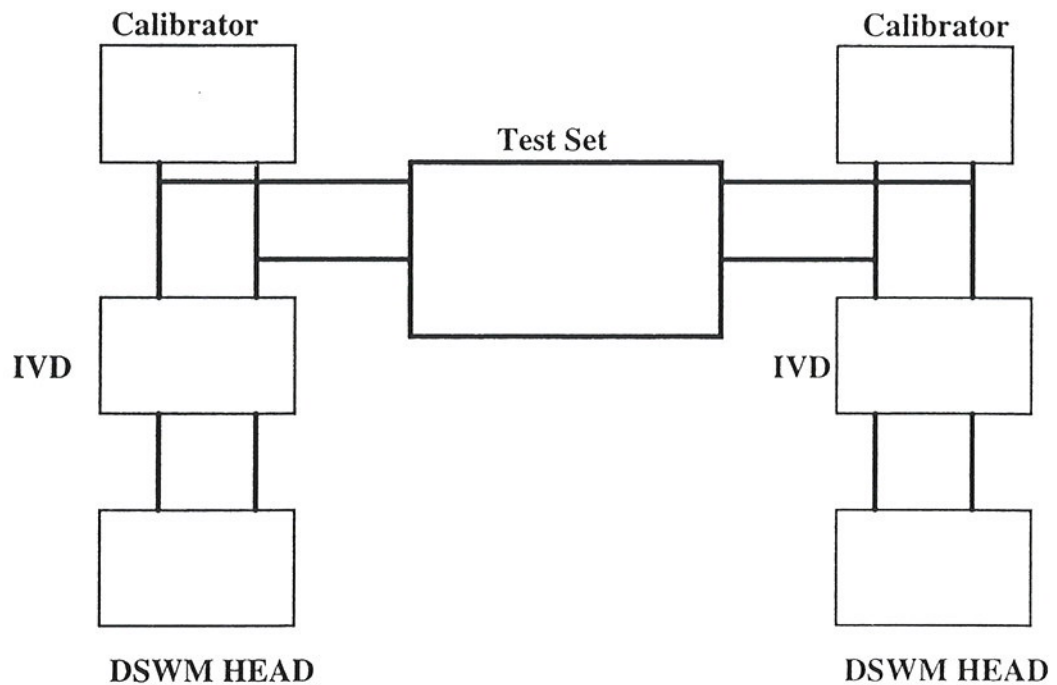 Calibrator
Calibrator
Test Set
IVD
IVD
DSWM HEAD
DSWM HEAD